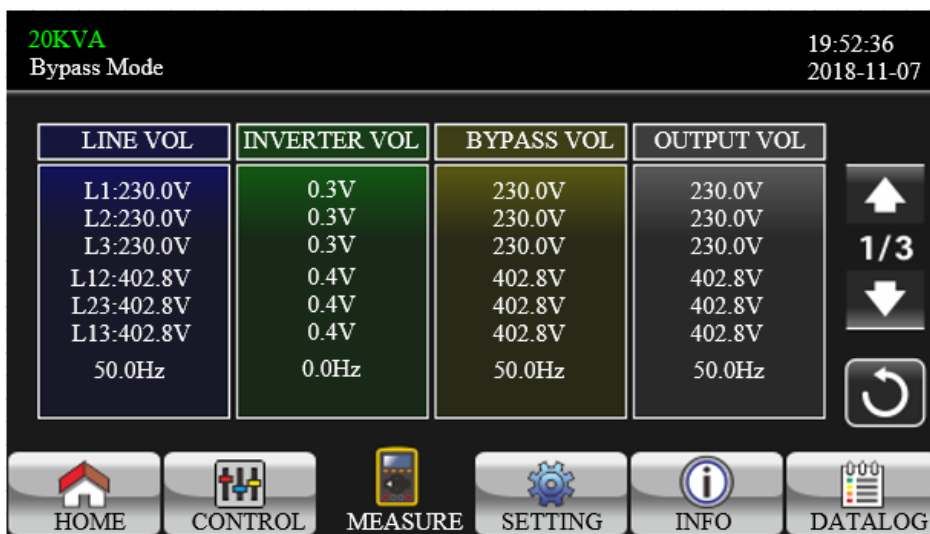 20KVA
19:52:36
Bypass Mode
2018-11-07
LINE VOL INVERTER VOL BYPASS VOL OUTPUT VOL
L1:230.0V 0.3V 230.0V 230.0V
L2:230.0V 0.3V 230.0V 230.0V
L3:230.0V 0.3V 230.0V 230.0V
1/3
L12:402.8V 0.4V 402.8V 402.8V
L23:402.8V 0.4V 402.8V 402.8V
L13:402.8V 0.4V 402.8V 402.8V
50.0Hz 0.0Hz 50.0Hz 50.0Hz
HOME CONTROL MEASURE SETTING INFO DATALOG